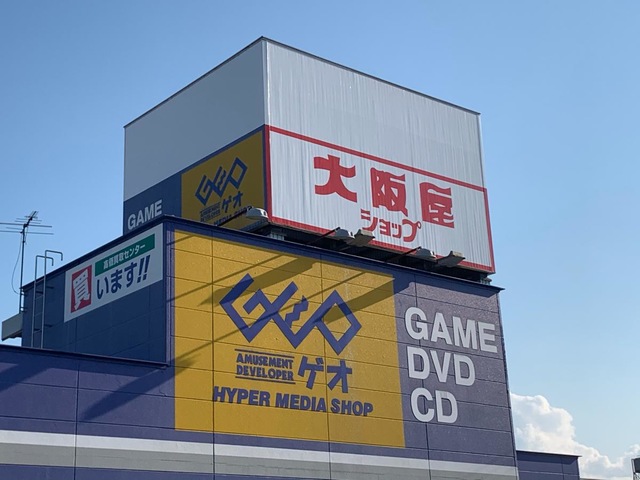 大阪屋
ショップ
GEO
ゲオ
GAME
高価買取センター
買います!!
GEO
AMUSEMENT
DEVELOPER
ゲオ
HYPER MEDIA SHOP
GAME
DVD
CD